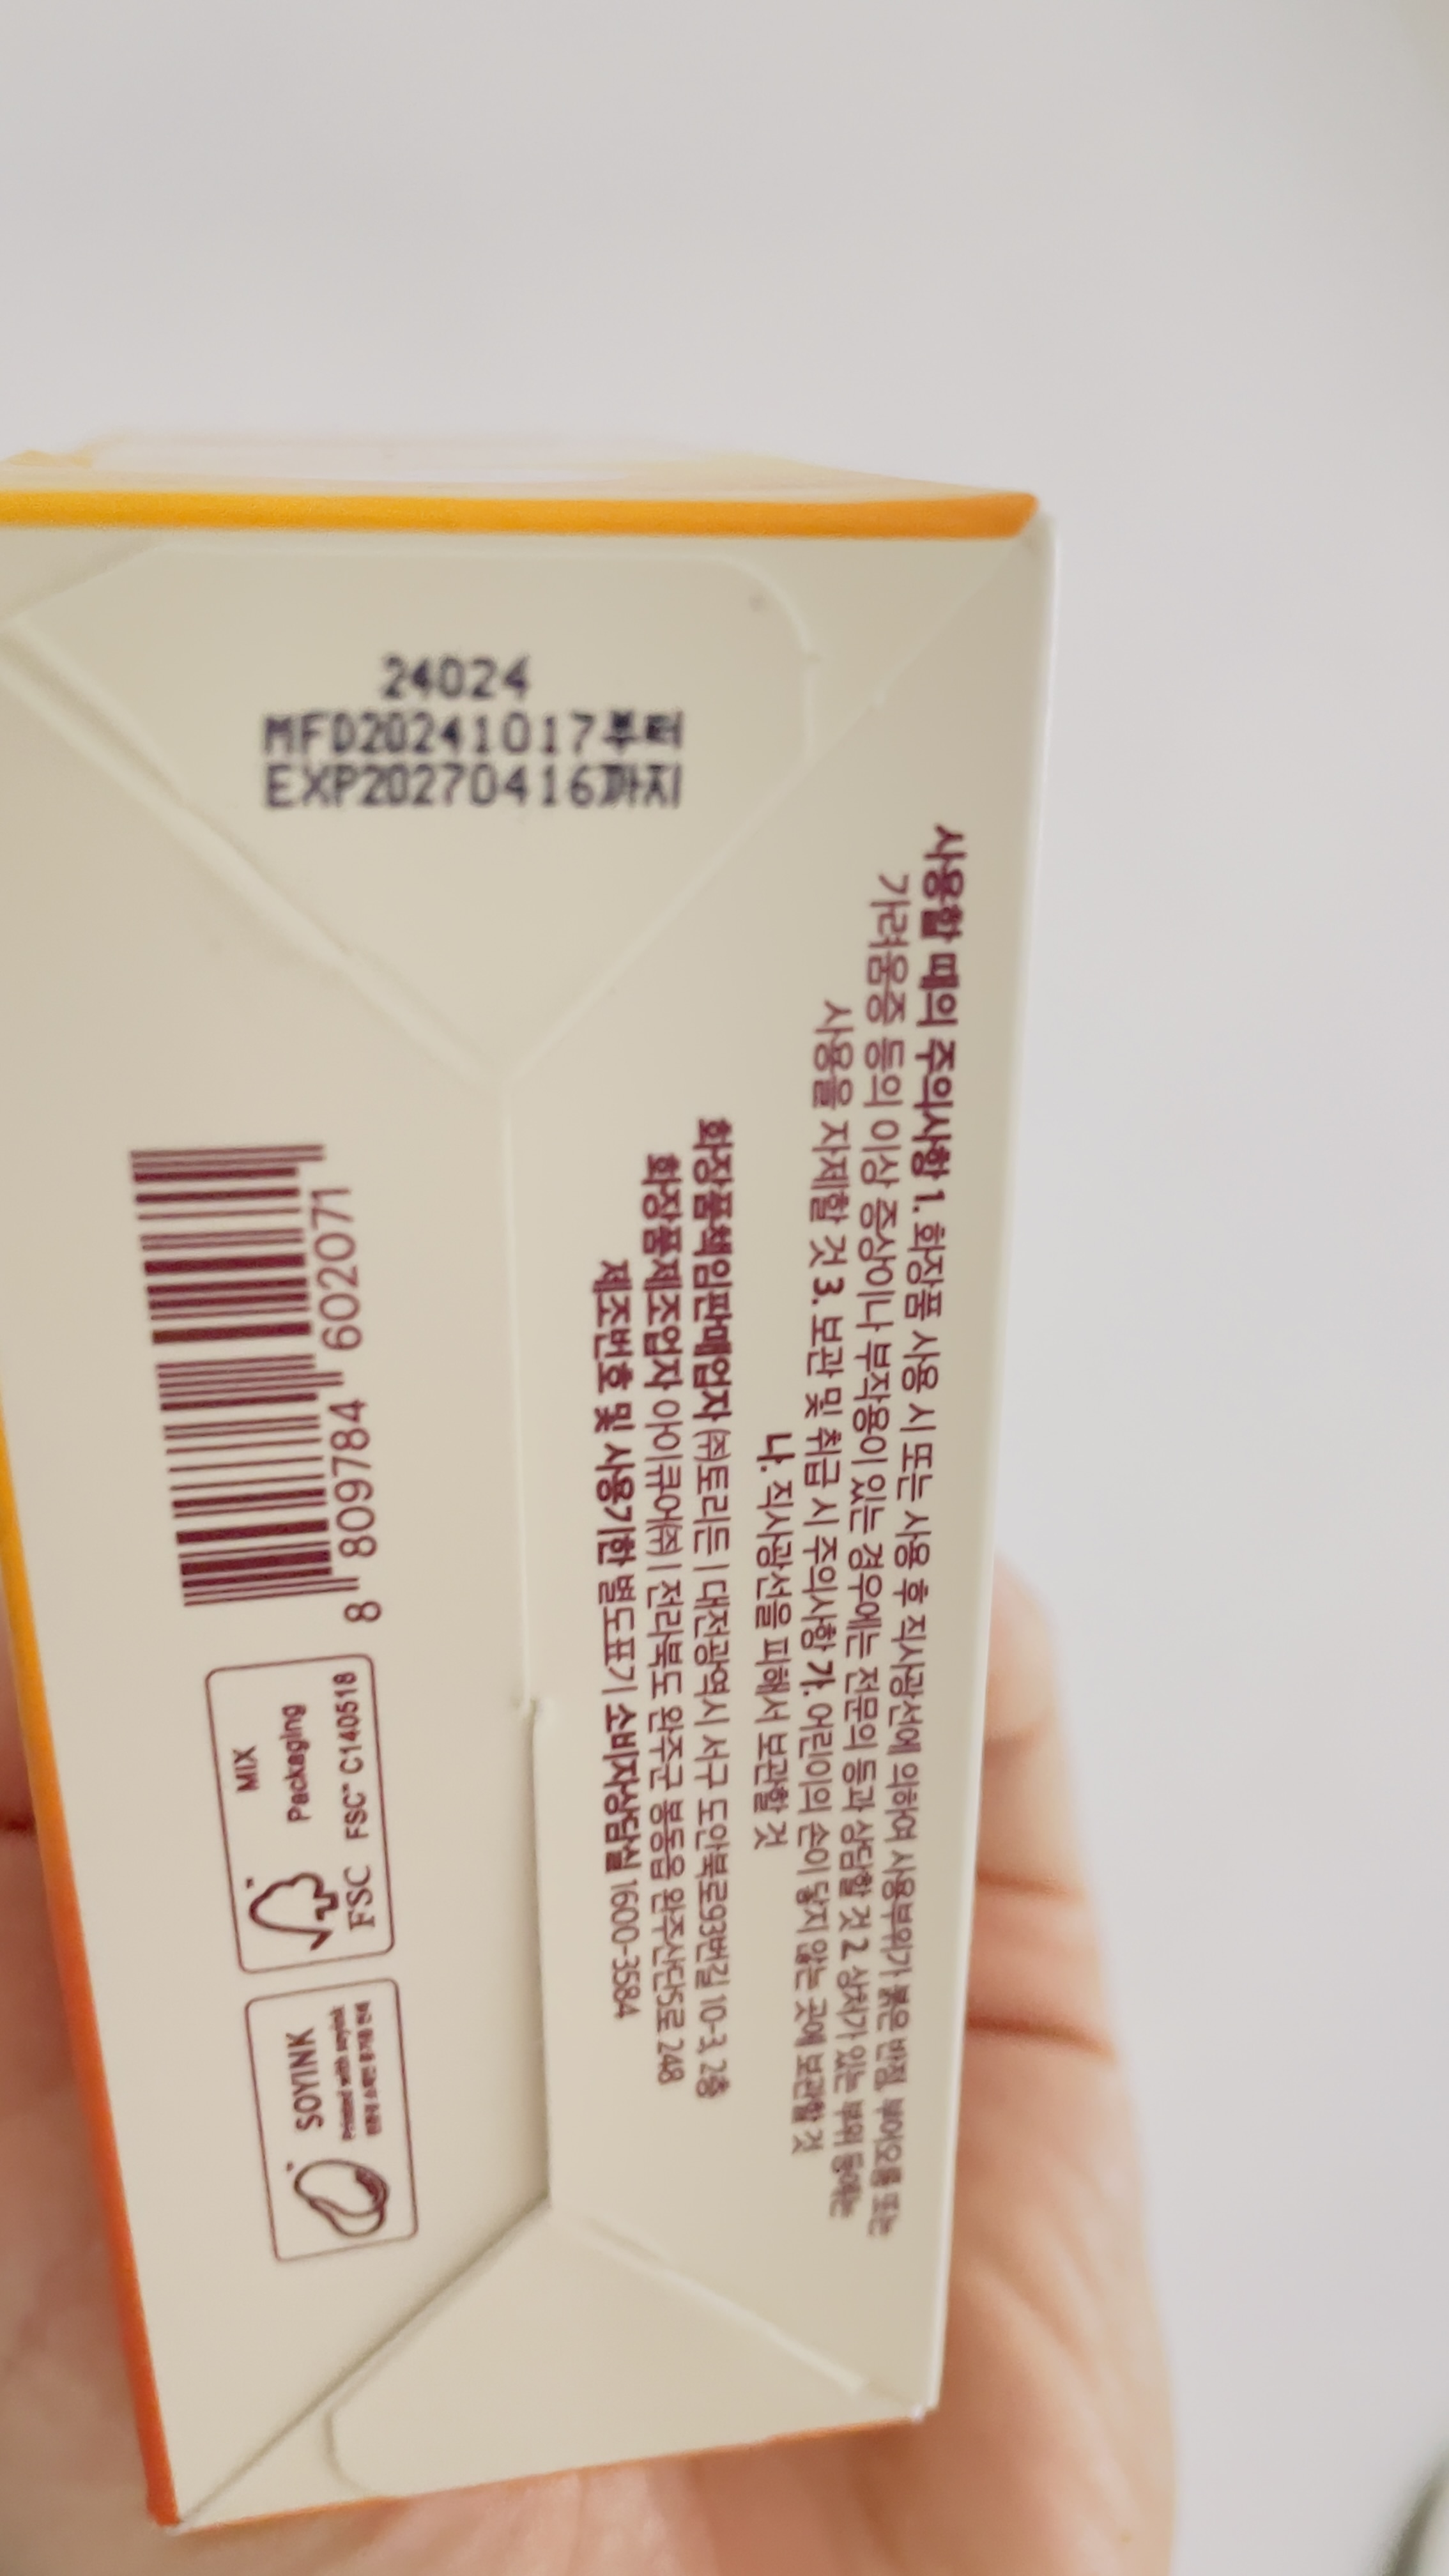 24024
MFD20241017부터
EXP20270416까지
사용할 때의 주의사항 1. 화장품 사용 시 또는 사용 후 직사광선에 의하여 사용부위가 붉은 반점, 부어오름 또는
가려움증 등의 이상 증상이나 부작용이 있는 경우에는 전문의 등과 상담할 것 2. 상처가 있는 부위 등에는
사용을 자제할 것 3. 보관 및 취급 시 주의사항 가. 어린이의 손이 닿지 않는 곳에 보관할 것
나. 직사광선을 피해서 보관할 것
화장품책임판매업자 ㈜토리든 | 대전광역시 서구 도안북로93번길 10-3, 2층
화장품제조업자 아이큐어㈜ | 전라북도 완주군 봉동읍 완주산단5로 248
제조번호 및 사용기한 별도표기 소비자상담실 1600-3584
8 809784 602071
MIX
Packaging
FSC FSC™ C140518
SOYINK
Printed with soy ink